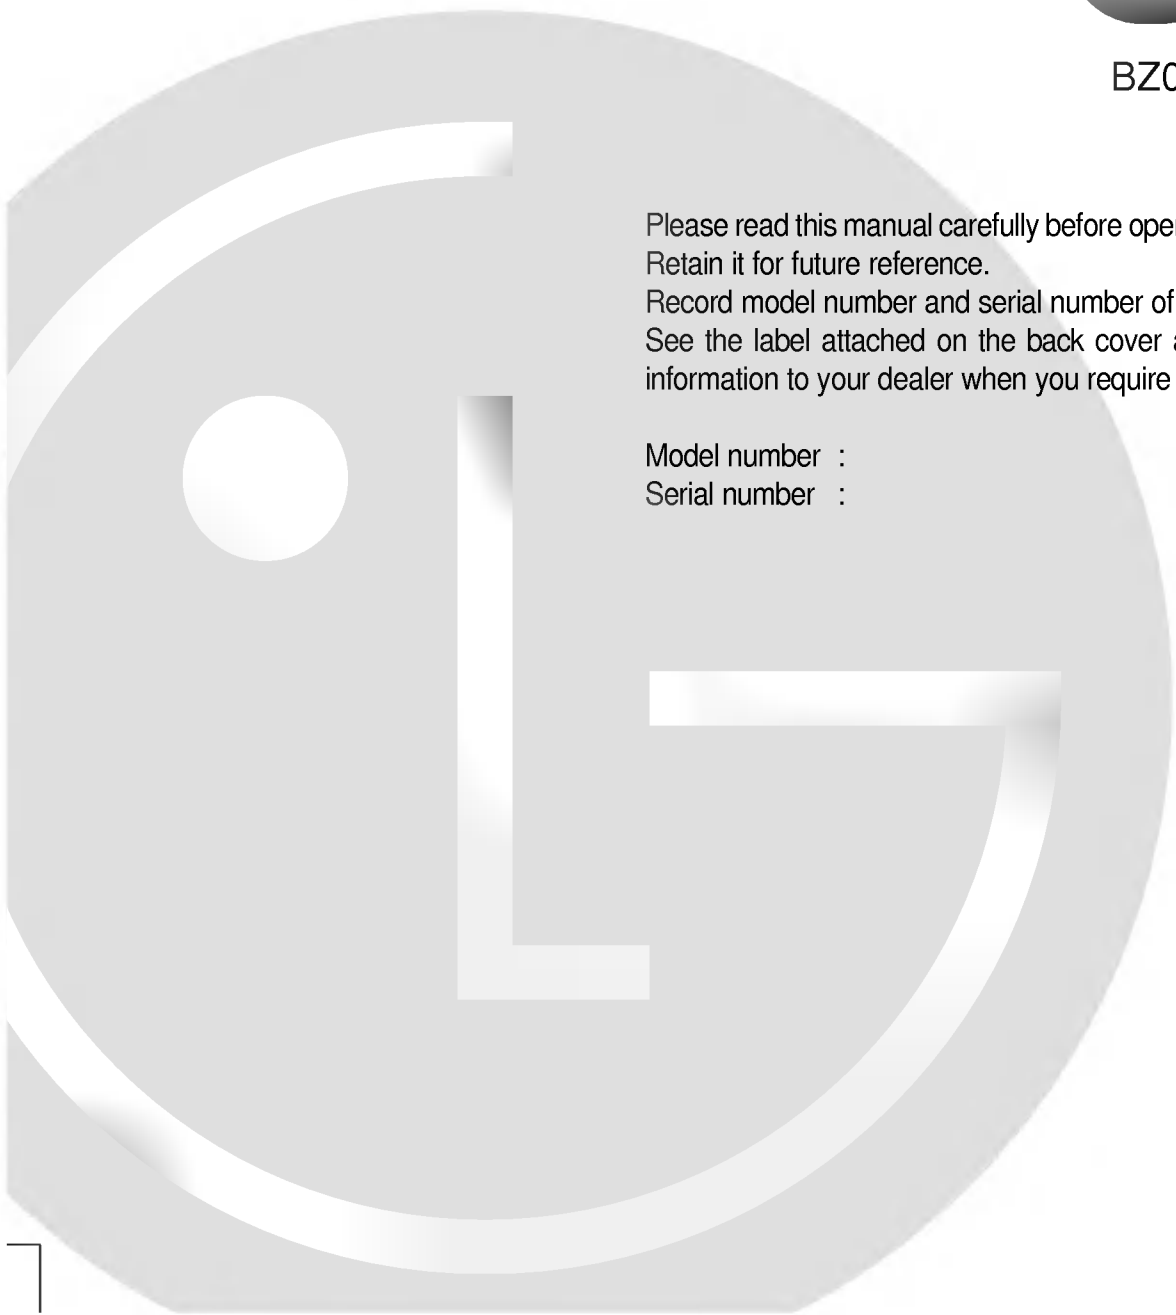 BZ0
Please read this manual carefully before oper
Retain it for future reference.
Record model number and serial number of
See the label attached on the back cover a
information to your dealer when you require
Model number :
Serial number :